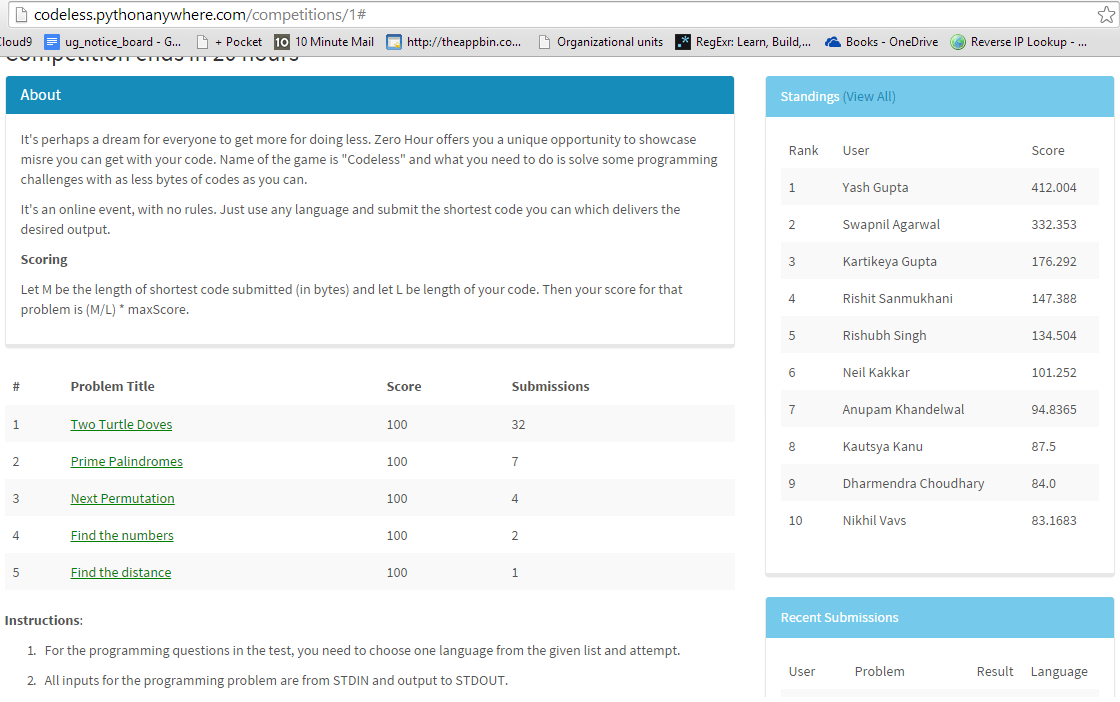 codeless.pythonanywhere.com/competitions/1#
Cloud9 ug_notice_board - G... + Pocket 10 10 Minute Mail http://theappbin.co... Organizational units .* RegExr: Learn, Build,... Books - OneDrive Reverse IP Lookup - ...
Competition ends in 20 hours
About
It's perhaps a dream for everyone to get more for doing less. Zero Hour offers you a unique opportunity to showcase
misre you can get with your code. Name of the game is "Codeless" and what you need to do is solve some programming
challenges with as less bytes of codes as you can.
It's an online event, with no rules. Just use any language and submit the shortest code you can which delivers the
desired output.
Scoring
Let M be the length of shortest code submitted (in bytes) and let L be length of your code. Then your score for that
problem is (M/L) * maxScore.
# Problem Title Score Submissions
1 Two Turtle Doves 100 32
2 Prime Palindromes 100 7
3 Next Permutation 100 4
4 Find the numbers 100 2
5 Find the distance 100 1
Instructions:
1. For the programming questions in the test, you need to choose one language from the given list and attempt.
2. All inputs for the programming problem are from STDIN and output to STDOUT.
Standings (View All)
Rank User Score
1 Yash Gupta 412.004
2 Swapnil Agarwal 332.353
3 Kartikeya Gupta 176.292
4 Rishit Sanmukhani 147.388
5 Rishubh Singh 134.504
6 Neil Kakkar 101.252
7 Anupam Khandelwal 94.8365
8 Kautsya Kanu 87.5
9 Dharmendra Choudhary 84.0
10 Nikhil Vavs 83.1683
Recent Submissions
User Problem Result Language